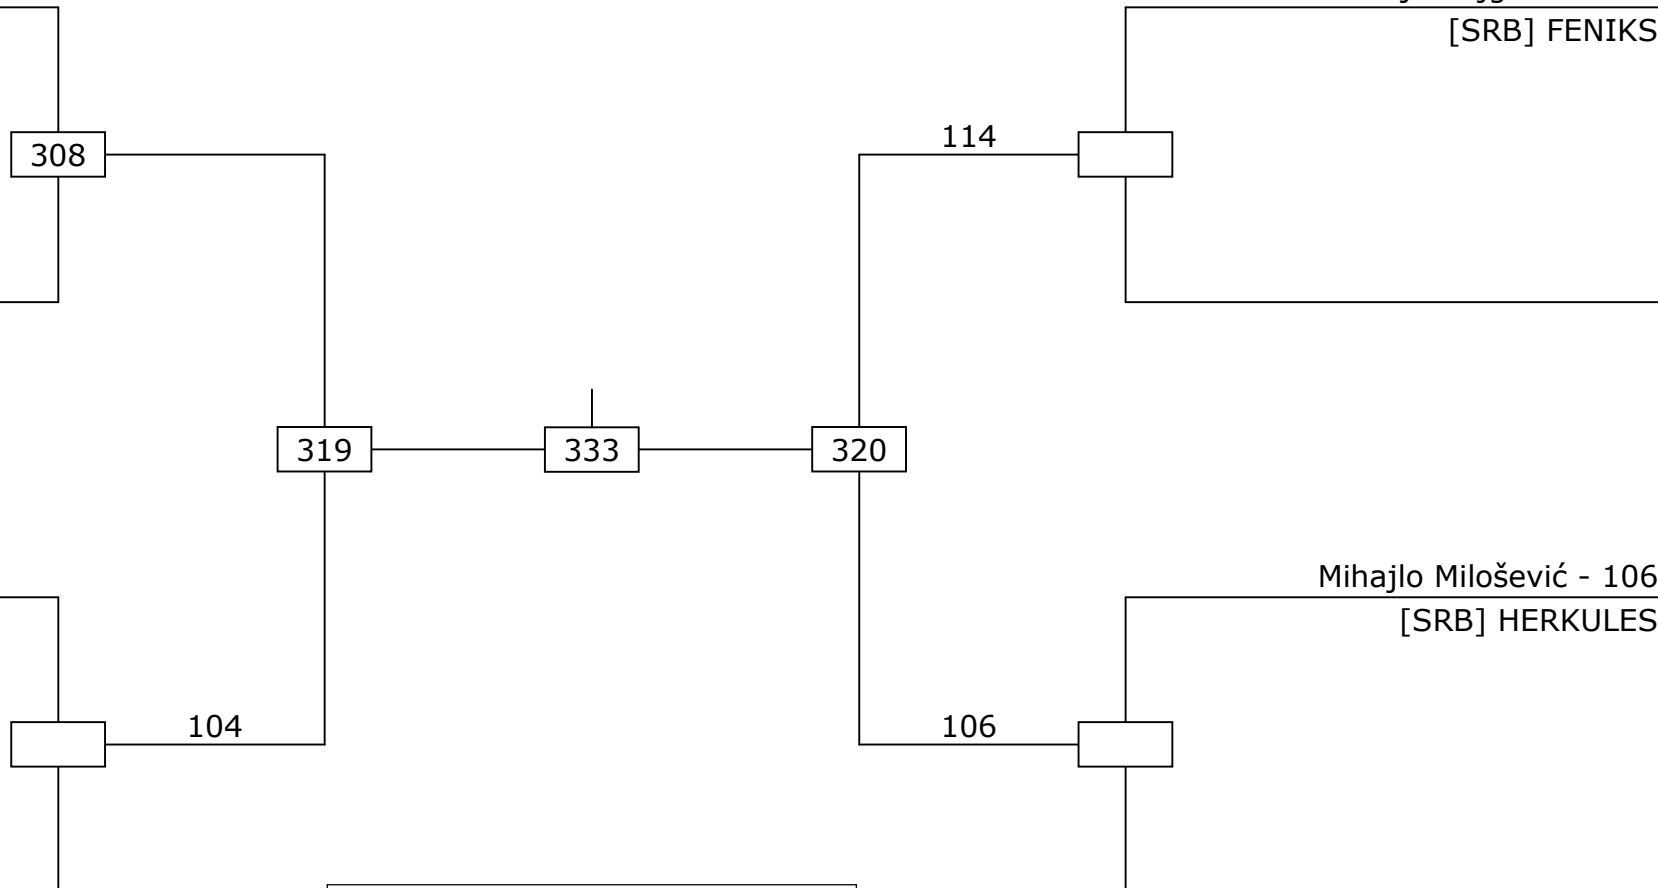 [SRB] FENIKS
308
114
319
333
320
Mihajlo Milošević - 106
[SRB] HERKULES
104
106